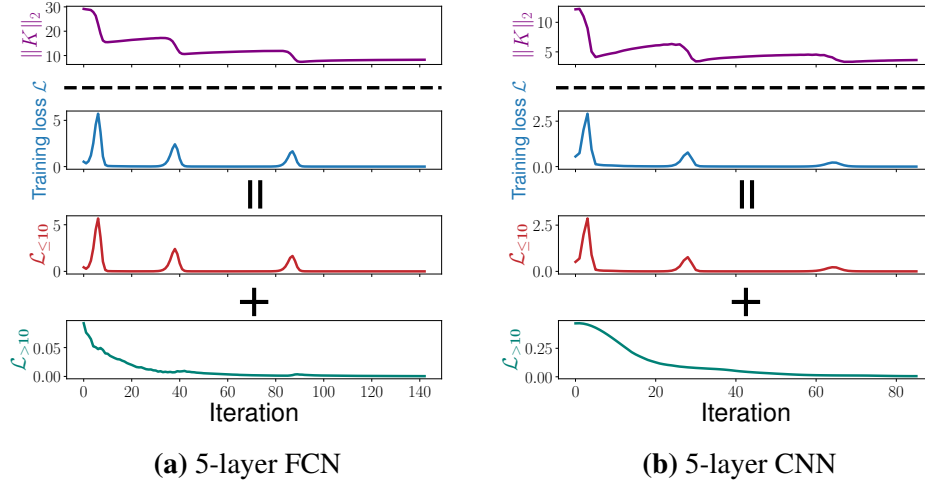 30
20
10
‖K‖₂
Training loss ℒ
5
0
ℒ≤10
5
0
ℒ>10
0.05
0.00
0 20 40 60 80 100 120 140
Iteration
(a) 5-layer FCN
10
5
‖K‖₂
Training loss ℒ
2.5
0.0
ℒ≤10
2.5
0.0
ℒ>10
0.25
0.00
0 20 40 60 80
Iteration
(b) 5-layer CNN